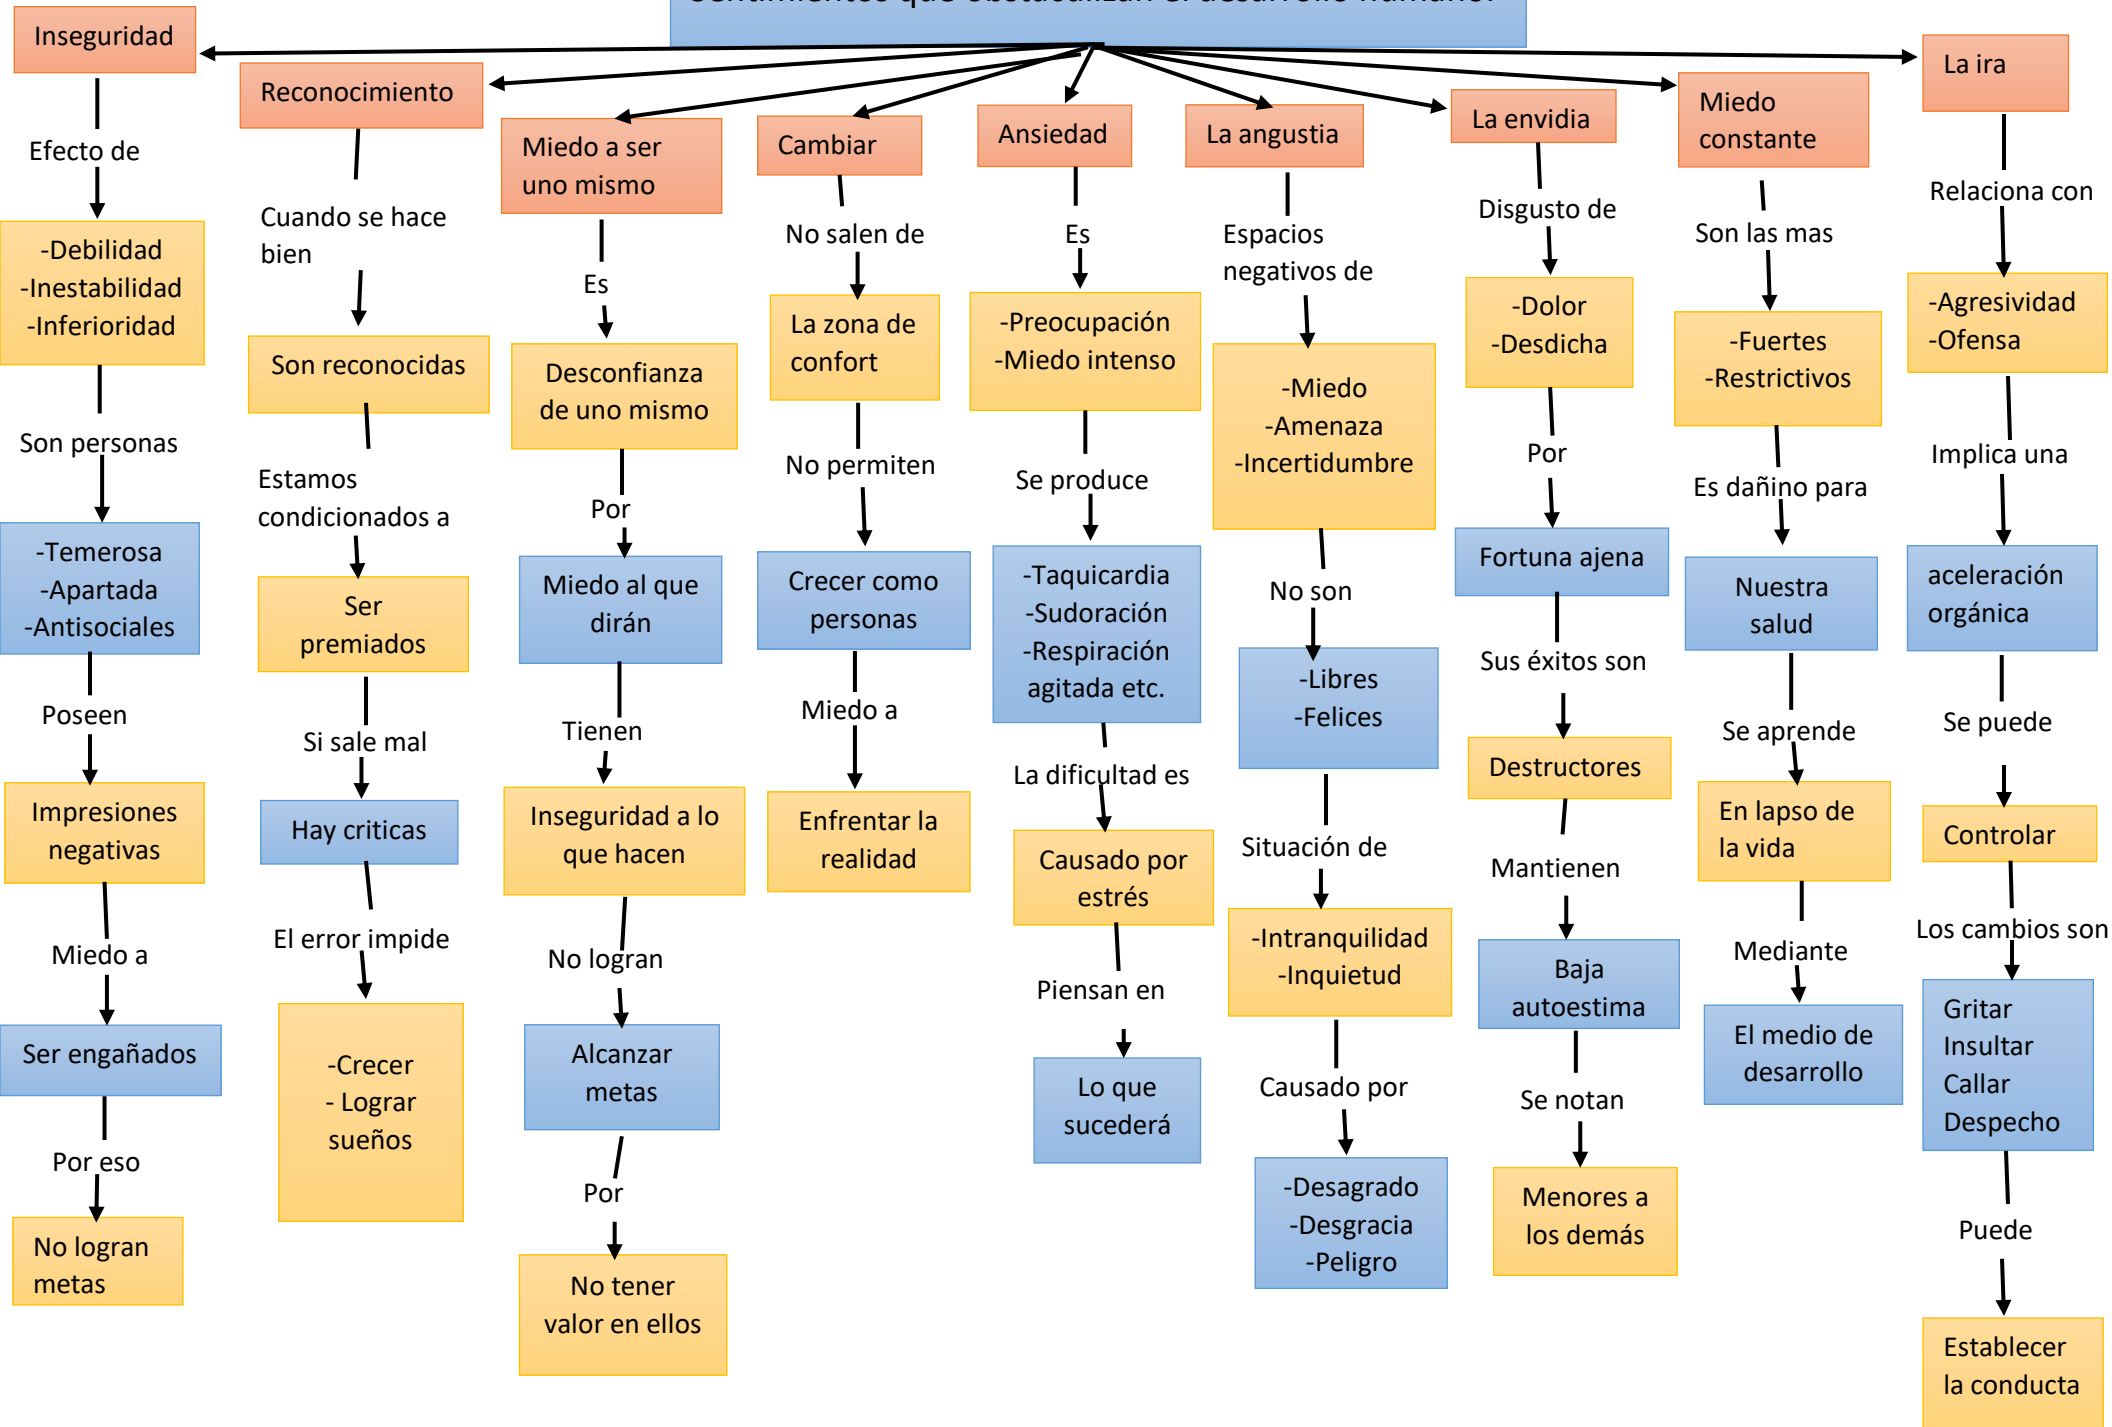 Sentimientos que obstaculizan el desarrollo humano.
Inseguridad
Efecto de
-Debilidad
-Inestabilidad
-Inferioridad
Son personas
-Temerosa
-Apartada
-Antisociales
Poseen
Impresiones
negativas
Miedo a
Ser engañados
Por eso
No logran
metas
Reconocimiento
Cuando se hace
bien
Son reconocidas
Estamos
condicionados a
Ser
premiados
Si sale mal
Hay criticas
El error impide
-Crecer
- Lograr
sueños
Miedo a ser
uno mismo
Es
Desconfianza
de uno mismo
Por
Miedo al que
dirán
Tienen
Inseguridad a lo
que hacen
No logran
Alcanzar
metas
Por
No tener
valor en ellos
Cambiar
No salen de
La zona de
confort
No permiten
Crecer como
personas
Miedo a
Enfrentar la
realidad
Ansiedad
Es
-Preocupación
-Miedo intenso
Se produce
-Taquicardia
-Sudoración
-Respiración
agitada etc.
La dificultad es
Causado por
estrés
Piensan en
Lo que
sucederá
La angustia
Espacios
negativos de
-Miedo
-Amenaza
-Incertidumbre
No son
-Libres
-Felices
Situación de
-Intranquilidad
-Inquietud
Causado por
-Desagrado
-Desgracia
-Peligro
La envidia
Disgusto de
-Dolor
-Desdicha
Por
Fortuna ajena
Sus éxitos son
Destructores
Mantienen
Baja
autoestima
Se notan
Menores a
los demás
Miedo
constante
Son las mas
-Fuertes
-Restrictivos
Es dañino para
Nuestra
salud
Se aprende
En lapso de
la vida
Mediante
El medio de
desarrollo
La ira
Relaciona con
-Agresividad
-Ofensa
Implica una
aceleración
orgánica
Se puede
Controlar
Los cambios son
Gritar
Insultar
Callar
Despecho
Puede
Establecer
la conducta